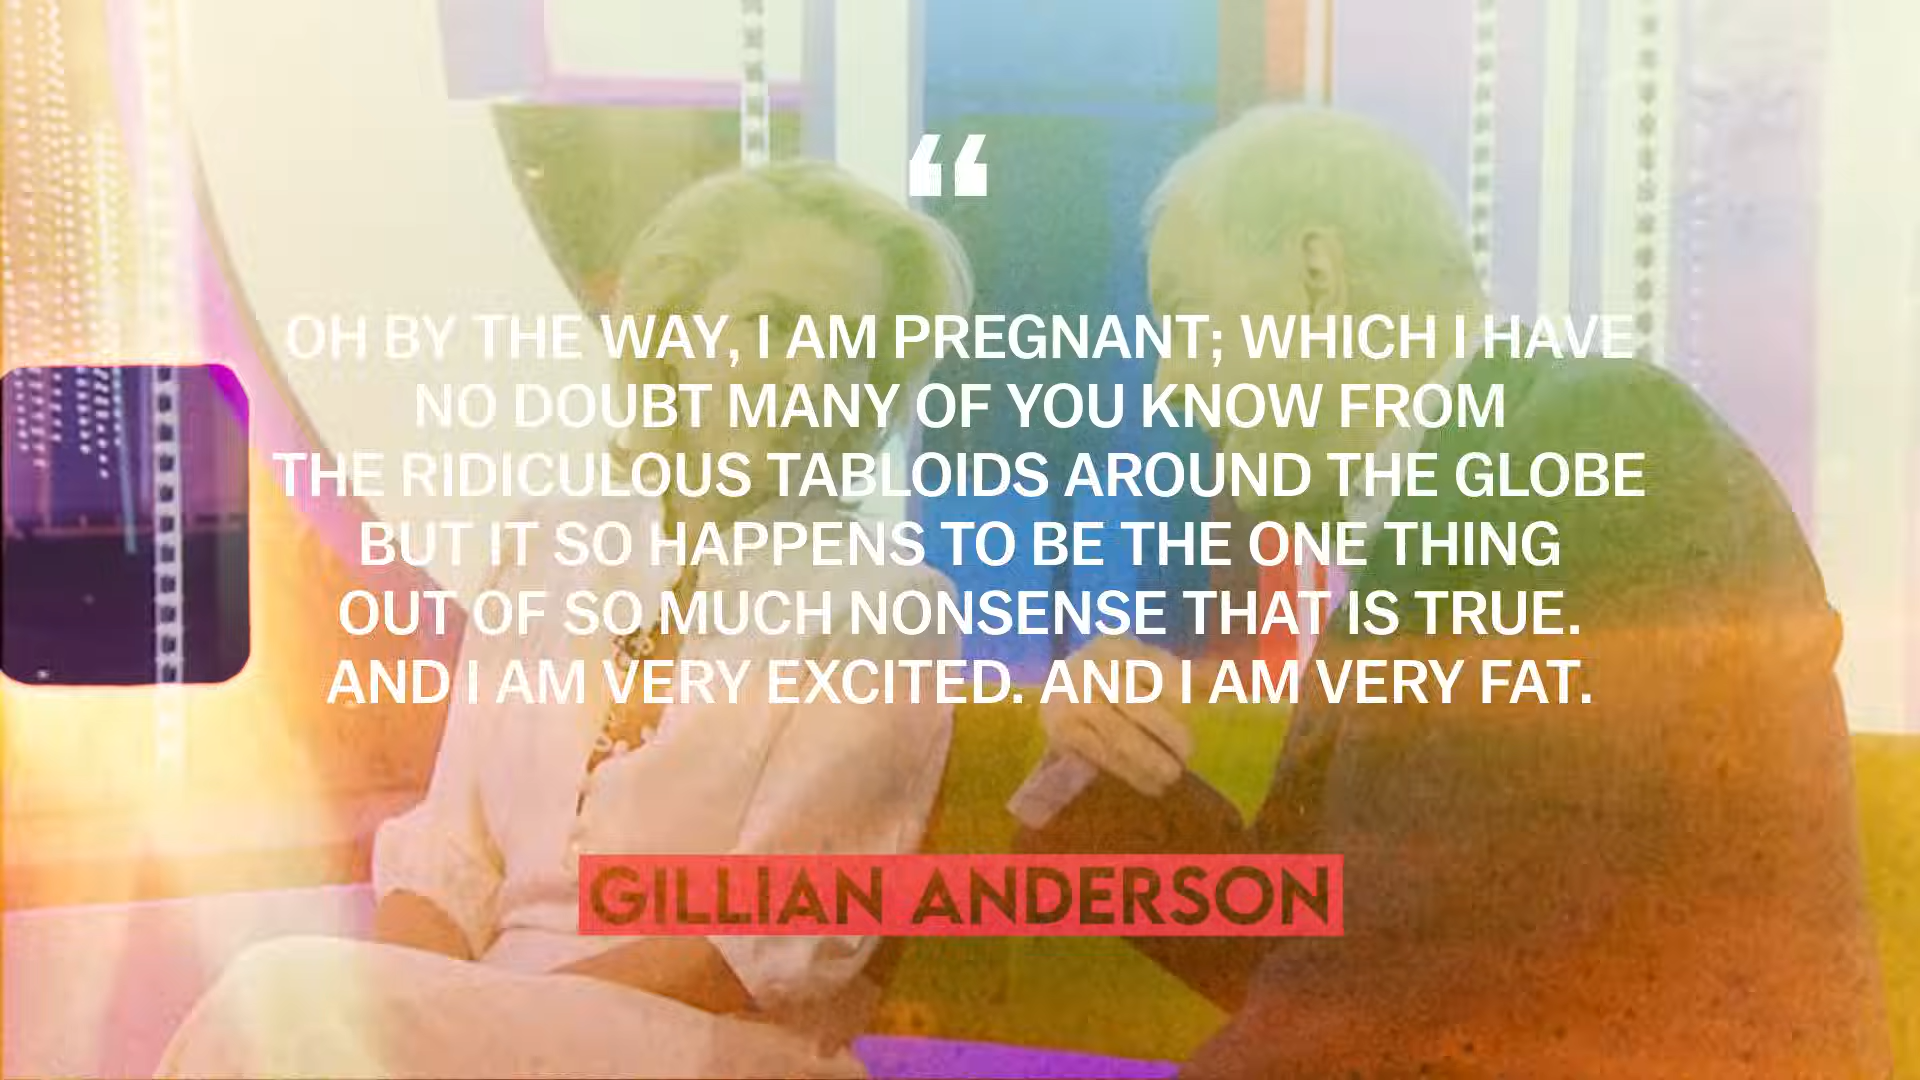 “
OH BY THE WAY, I AM PREGNANT; WHICH I HAVE
NO DOUBT MANY OF YOU KNOW FROM
THE RIDICULOUS TABLOIDS AROUND THE GLOBE
BUT IT SO HAPPENS TO BE THE ONE THING
OUT OF SO MUCH NONSENSE THAT IS TRUE.
AND I AM VERY EXCITED. AND I AM VERY FAT.
GILLIAN ANDERSON